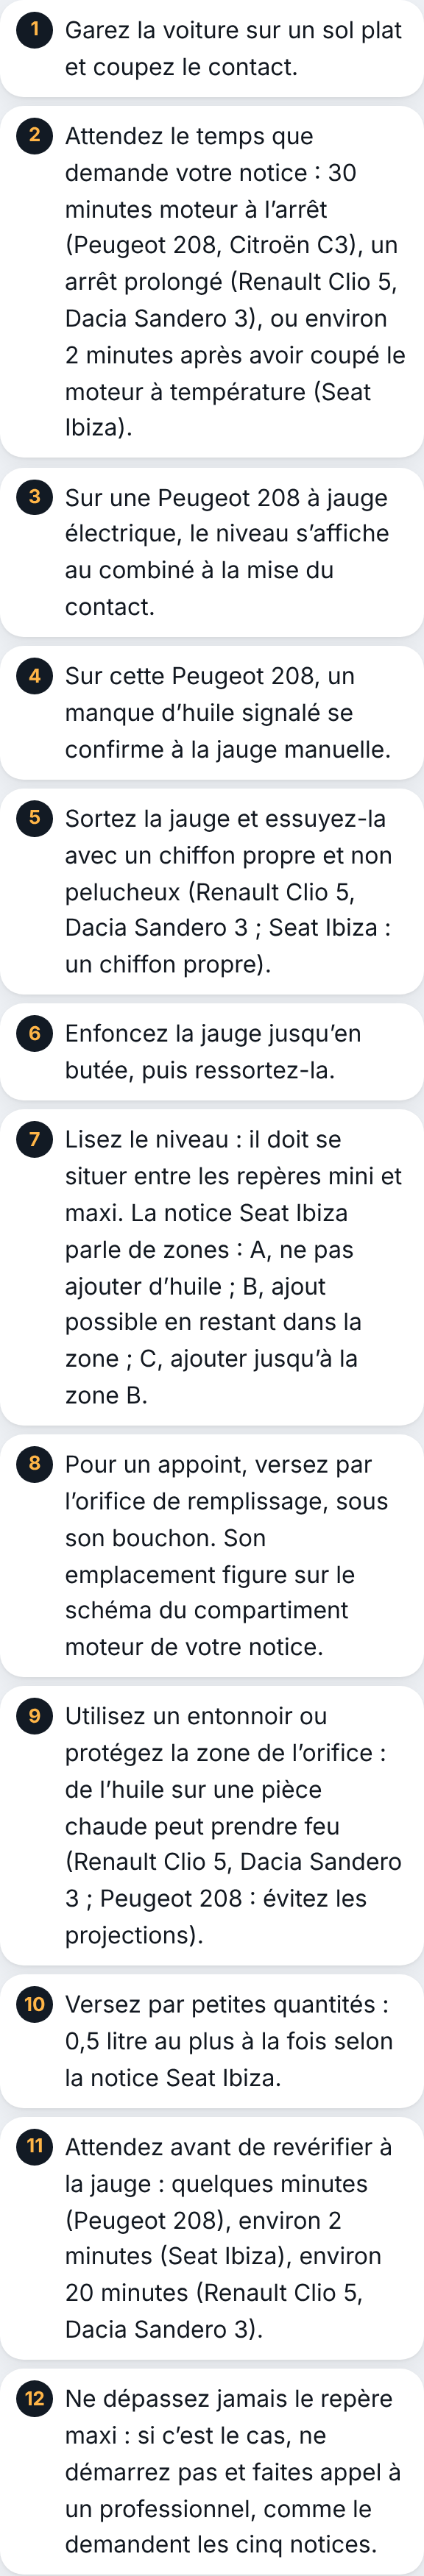 1 Garez la voiture sur un sol plat
et coupez le contact.
2 Attendez le temps que
demande votre notice : 30
minutes moteur à l’arrêt
(Peugeot 208, Citroën C3), un
arrêt prolongé (Renault Clio 5,
Dacia Sandero 3), ou environ
2 minutes après avoir coupé le
moteur à température (Seat
Ibiza).
3 Sur une Peugeot 208 à jauge
électrique, le niveau s’affiche
au combiné à la mise du
contact.
4 Sur cette Peugeot 208, un
manque d’huile signalé se
confirme à la jauge manuelle.
5 Sortez la jauge et essuyez-la
avec un chiffon propre et non
pelucheux (Renault Clio 5,
Dacia Sandero 3 ; Seat Ibiza :
un chiffon propre).
6 Enfoncez la jauge jusqu’en
butée, puis ressortez-la.
7 Lisez le niveau : il doit se
situer entre les repères mini et
maxi. La notice Seat Ibiza
parle de zones : A, ne pas
ajouter d’huile ; B, ajout
possible en restant dans la
zone ; C, ajouter jusqu’à la
zone B.
8 Pour un appoint, versez par
l’orifice de remplissage, sous
son bouchon. Son
emplacement figure sur le
schéma du compartiment
moteur de votre notice.
9 Utilisez un entonnoir ou
protégez la zone de l’orifice :
de l’huile sur une pièce
chaude peut prendre feu
(Renault Clio 5, Dacia Sandero
3 ; Peugeot 208 : évitez les
projections).
10 Versez par petites quantités :
0,5 litre au plus à la fois selon
la notice Seat Ibiza.
11 Attendez avant de revérifier à
la jauge : quelques minutes
(Peugeot 208), environ 2
minutes (Seat Ibiza), environ
20 minutes (Renault Clio 5,
Dacia Sandero 3).
12 Ne dépassez jamais le repère
maxi : si c’est le cas, ne
démarrez pas et faites appel à
un professionnel, comme le
demandent les cinq notices.